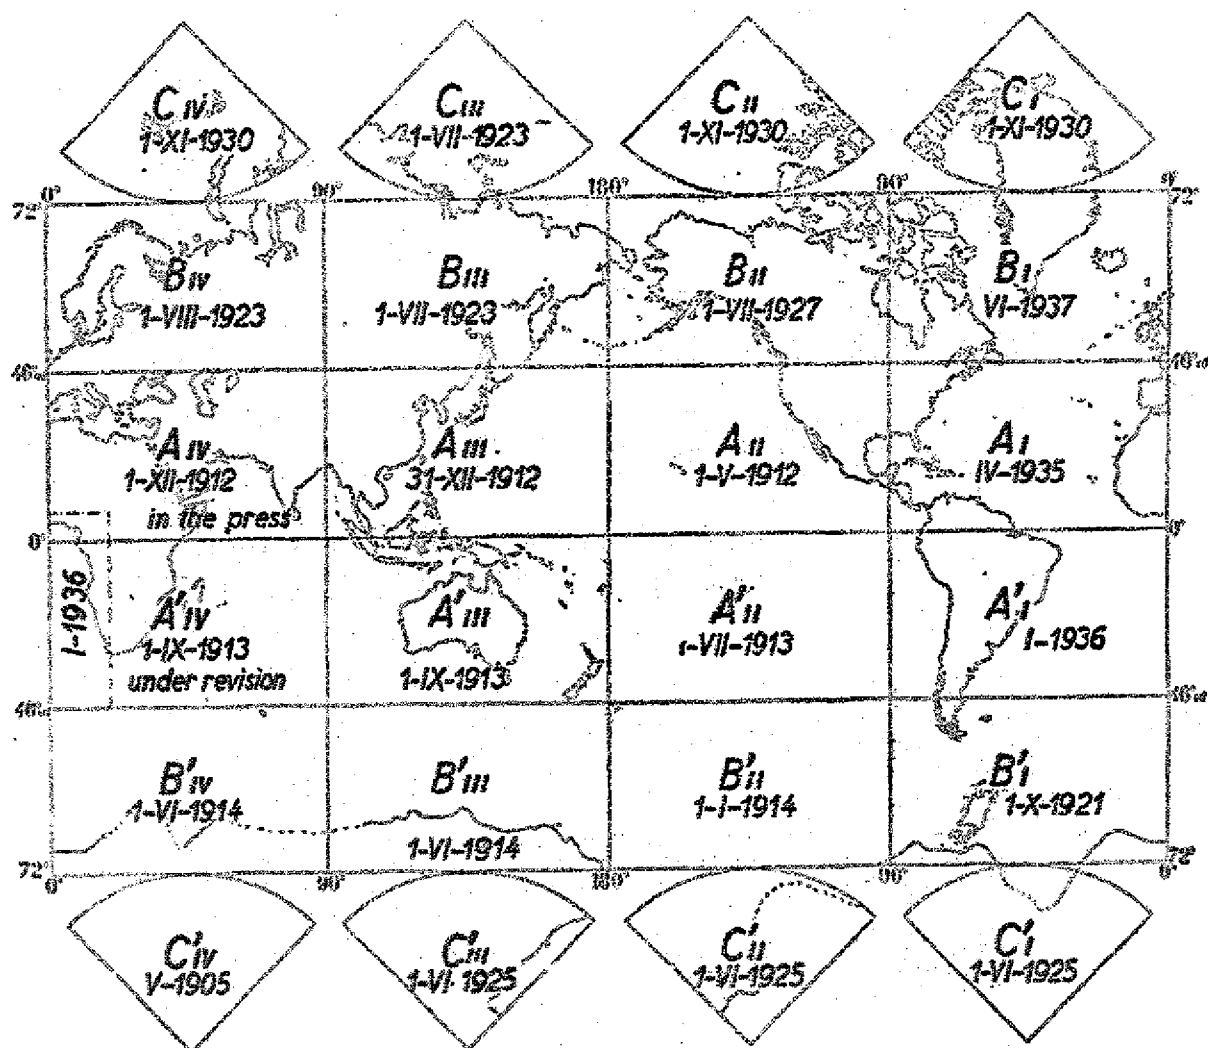 C IV
1-XI-1930
C III
1-VII-1923
C II
1-XI-1930
C I
1-XI-1930
0°
90°
180°
90°
0°
72°
72°
B IV
1-VIII-1923
B III
1-VII-1923
B II
1-VII-1927
B I
VI-1937
A IV
1-XII-1912
in the press
A III
31-XII-1912
A II
1-V-1912
A I
IV-1935
0°
0°
I-1936
A'IV
1-IX-1913
under revision
A'III
1-IX-1913
A'II
1-VII-1913
A'I
I-1936
B'IV
1-VI-1914
B'III
1-VI-1914
B'II
1-I-1914
B'I
1-X-1921
72°
72°
0°
90°
180°
90°
0°
C'IV
V-1905
C'III
1-VI-1925
C'II
1-VI-1925
C'I
1-VI-1925